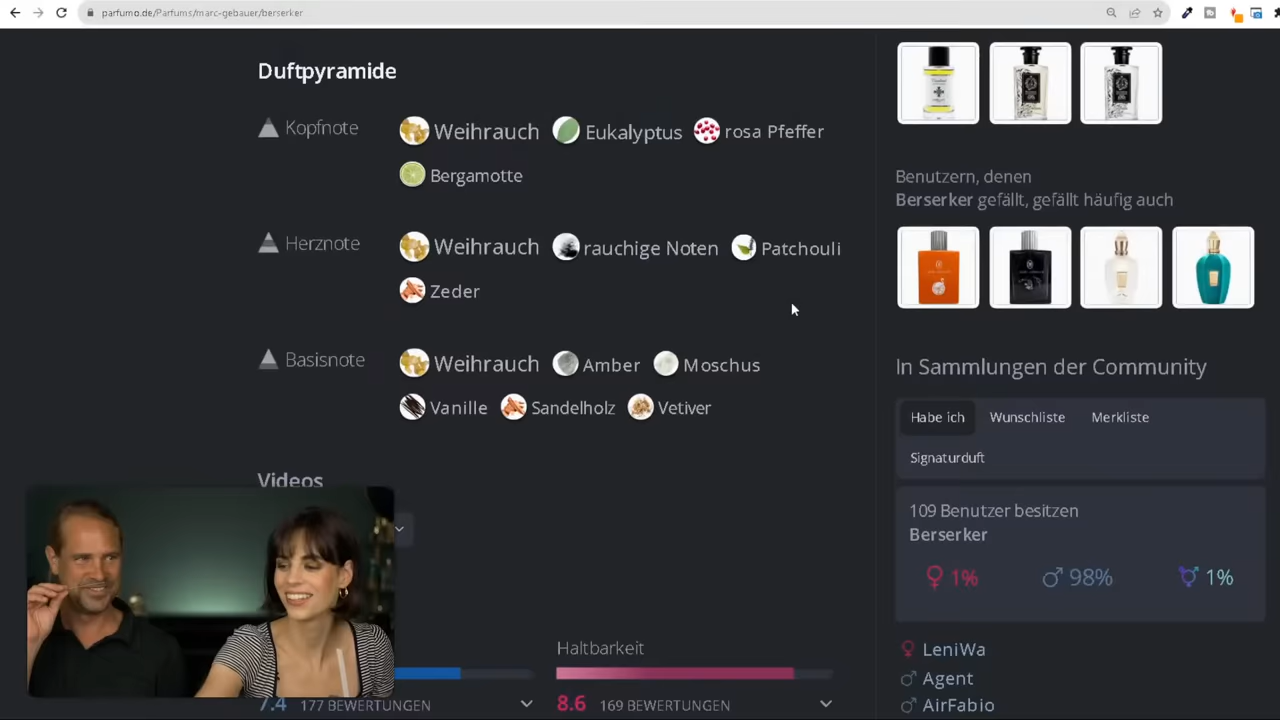 parfumo.de/Parfums/marc-gebauer/berserker
Duftpyramide
Kopfnote
Weihrauch Eukalyptus rosa Pfeffer
Bergamotte
Herznote
Weihrauch rauchige Noten Patchouli
Zeder
Basisnote
Weihrauch Amber Moschus
Vanille Sandelholz Vetiver
Videos
7.4 177 BEWERTUNGEN
Haltbarkeit
8.6 169 BEWERTUNGEN
Benutzern, denen
Berserker gefällt, gefällt häufig auch
In Sammlungen der Community
Habe ich Wunschliste Merkliste
Signaturduft
109 Benutzer besitzen
Berserker
1% 98% 1%
LeniWa
Agent
AirFabio